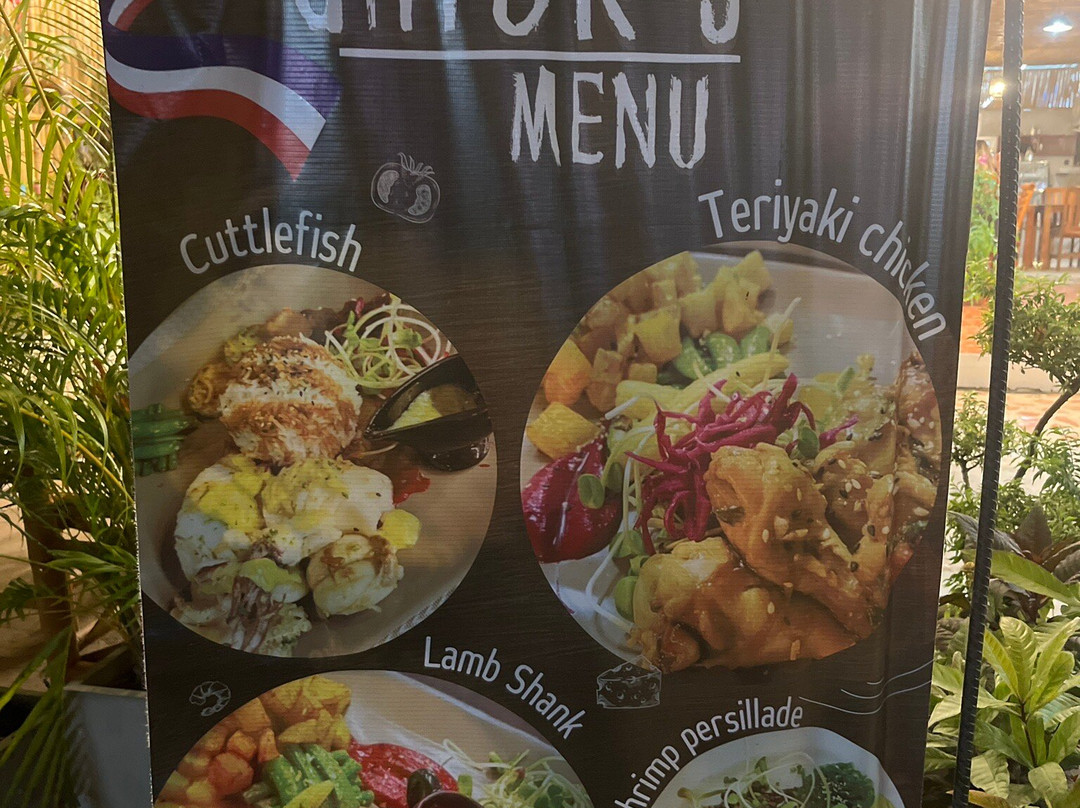 MENU
Cuttlefish
Teriyaki chicken
Lamb Shank
persillade